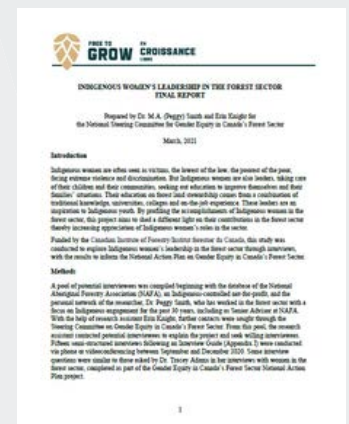 FREE TO
GROW
EN
CROISSANCE
LIBRE
INDIGENOUS WOMEN'S LEADERSHIP IN THE FOREST SECTOR
FINAL REPORT
Prepared by Dr. M.A. (Peggy) Smith and Erin Knight for
the National Steering Committee for Gender Equity in Canada's Forest Sector
March, 2021
Introduction
Indigenous women are often seen as victims, the lowest of the low, the poorest of the poor,
facing extreme violence and discrimination. But Indigenous women are also leaders, taking care
of their children and their communities, seeking out education to improve themselves and their
families' situations. Their education on forest land stewardship comes from a combination of
traditional knowledge, universities, colleges and on-the-job experience. These leaders are an
inspiration to Indigenous youth. By profiling the accomplishments of Indigenous women in the
forest sector, this project aims to shed a different light on their contributions in the forest sector
thereby increasing appreciation of Indigenous women's roles in the sector.
Funded by the Canadian Institute of Forestry/Institut forestier du Canada, this study was
conducted to explore Indigenous women's leadership in the forest sector through interviews,
with the results to inform the National Action Plan on Gender Equity in Canada's Forest Sector.
Methods
A pool of potential interviewees was compiled beginning with the database of the National
Aboriginal Forestry Association (NAFA), an Indigenous-controlled not-for-profit, and the
personal network of the researcher, Dr. Peggy Smith, who has worked in the forest sector with a
focus on Indigenous engagement for the past 30 years, including as Senior Adviser at NAFA.
With the help of research assistant Erin Knight, further contacts were sought through the
Steering Committee on Gender Equity in Canada's Forest Sector. From this pool, the research
assistant contacted potential interviewees to explain the project and seek willing interviewees.
Fifteen semi-structured interviews following an Interview Guide (Appendix I) were conducted
via phone or videoconferencing between September and December 2020. Some interview
questions were similar to those asked by Dr. Tracey Adams in her interviews with women in the
forest sector, completed as part of the Gender Equity in Canada's Forest Sector National Action
Plan project.
1